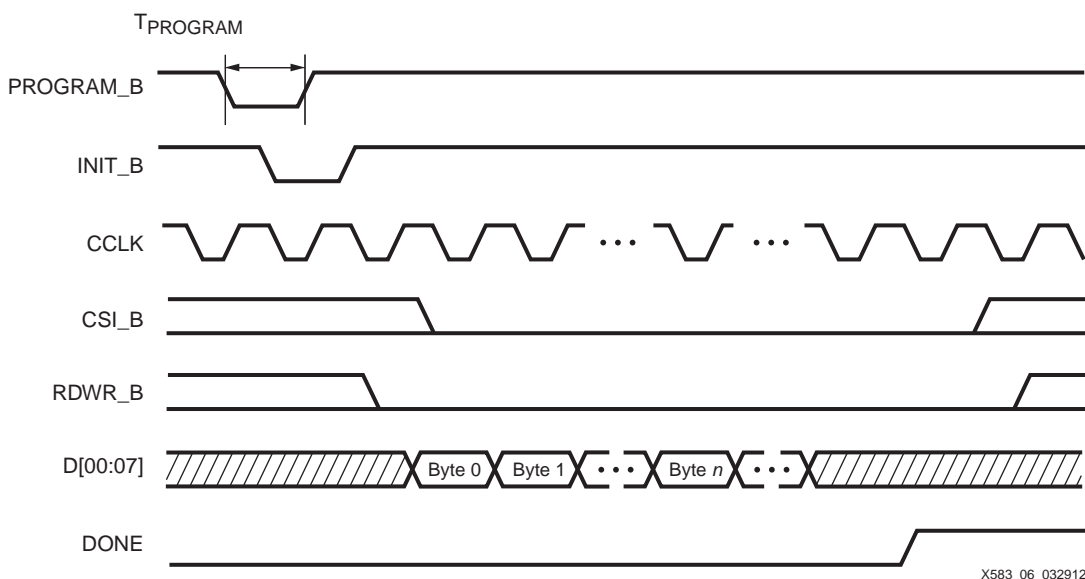 TPROGRAM
PROGRAM_B
INIT_B
CCLK
CSI_B
RDWR_B
D[00:07] Byte 0 Byte 1 Byte n
DONE
X583_06_032912